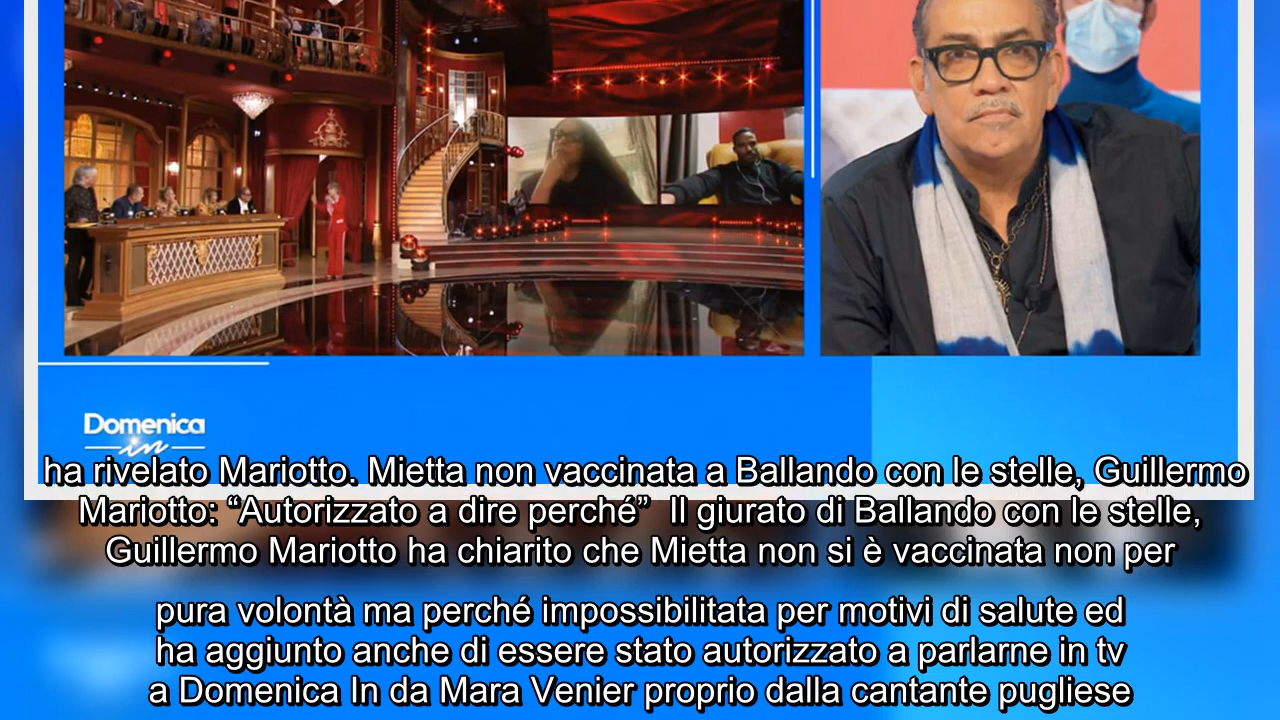 Domenica
in
ha rivelato Mariotto. Mietta non vaccinata a Ballando con le stelle, Guillermo
Mariotto: “Autorizzato a dire perché”  Il giurato di Ballando con le stelle,
Guillermo Mariotto ha chiarito che Mietta non si è vaccinata non per
pura volontà ma perché impossibilitata per motivi di salute ed
ha aggiunto anche di essere stato autorizzato a parlarne in tv
a Domenica In da Mara Venier proprio dalla cantante pugliese